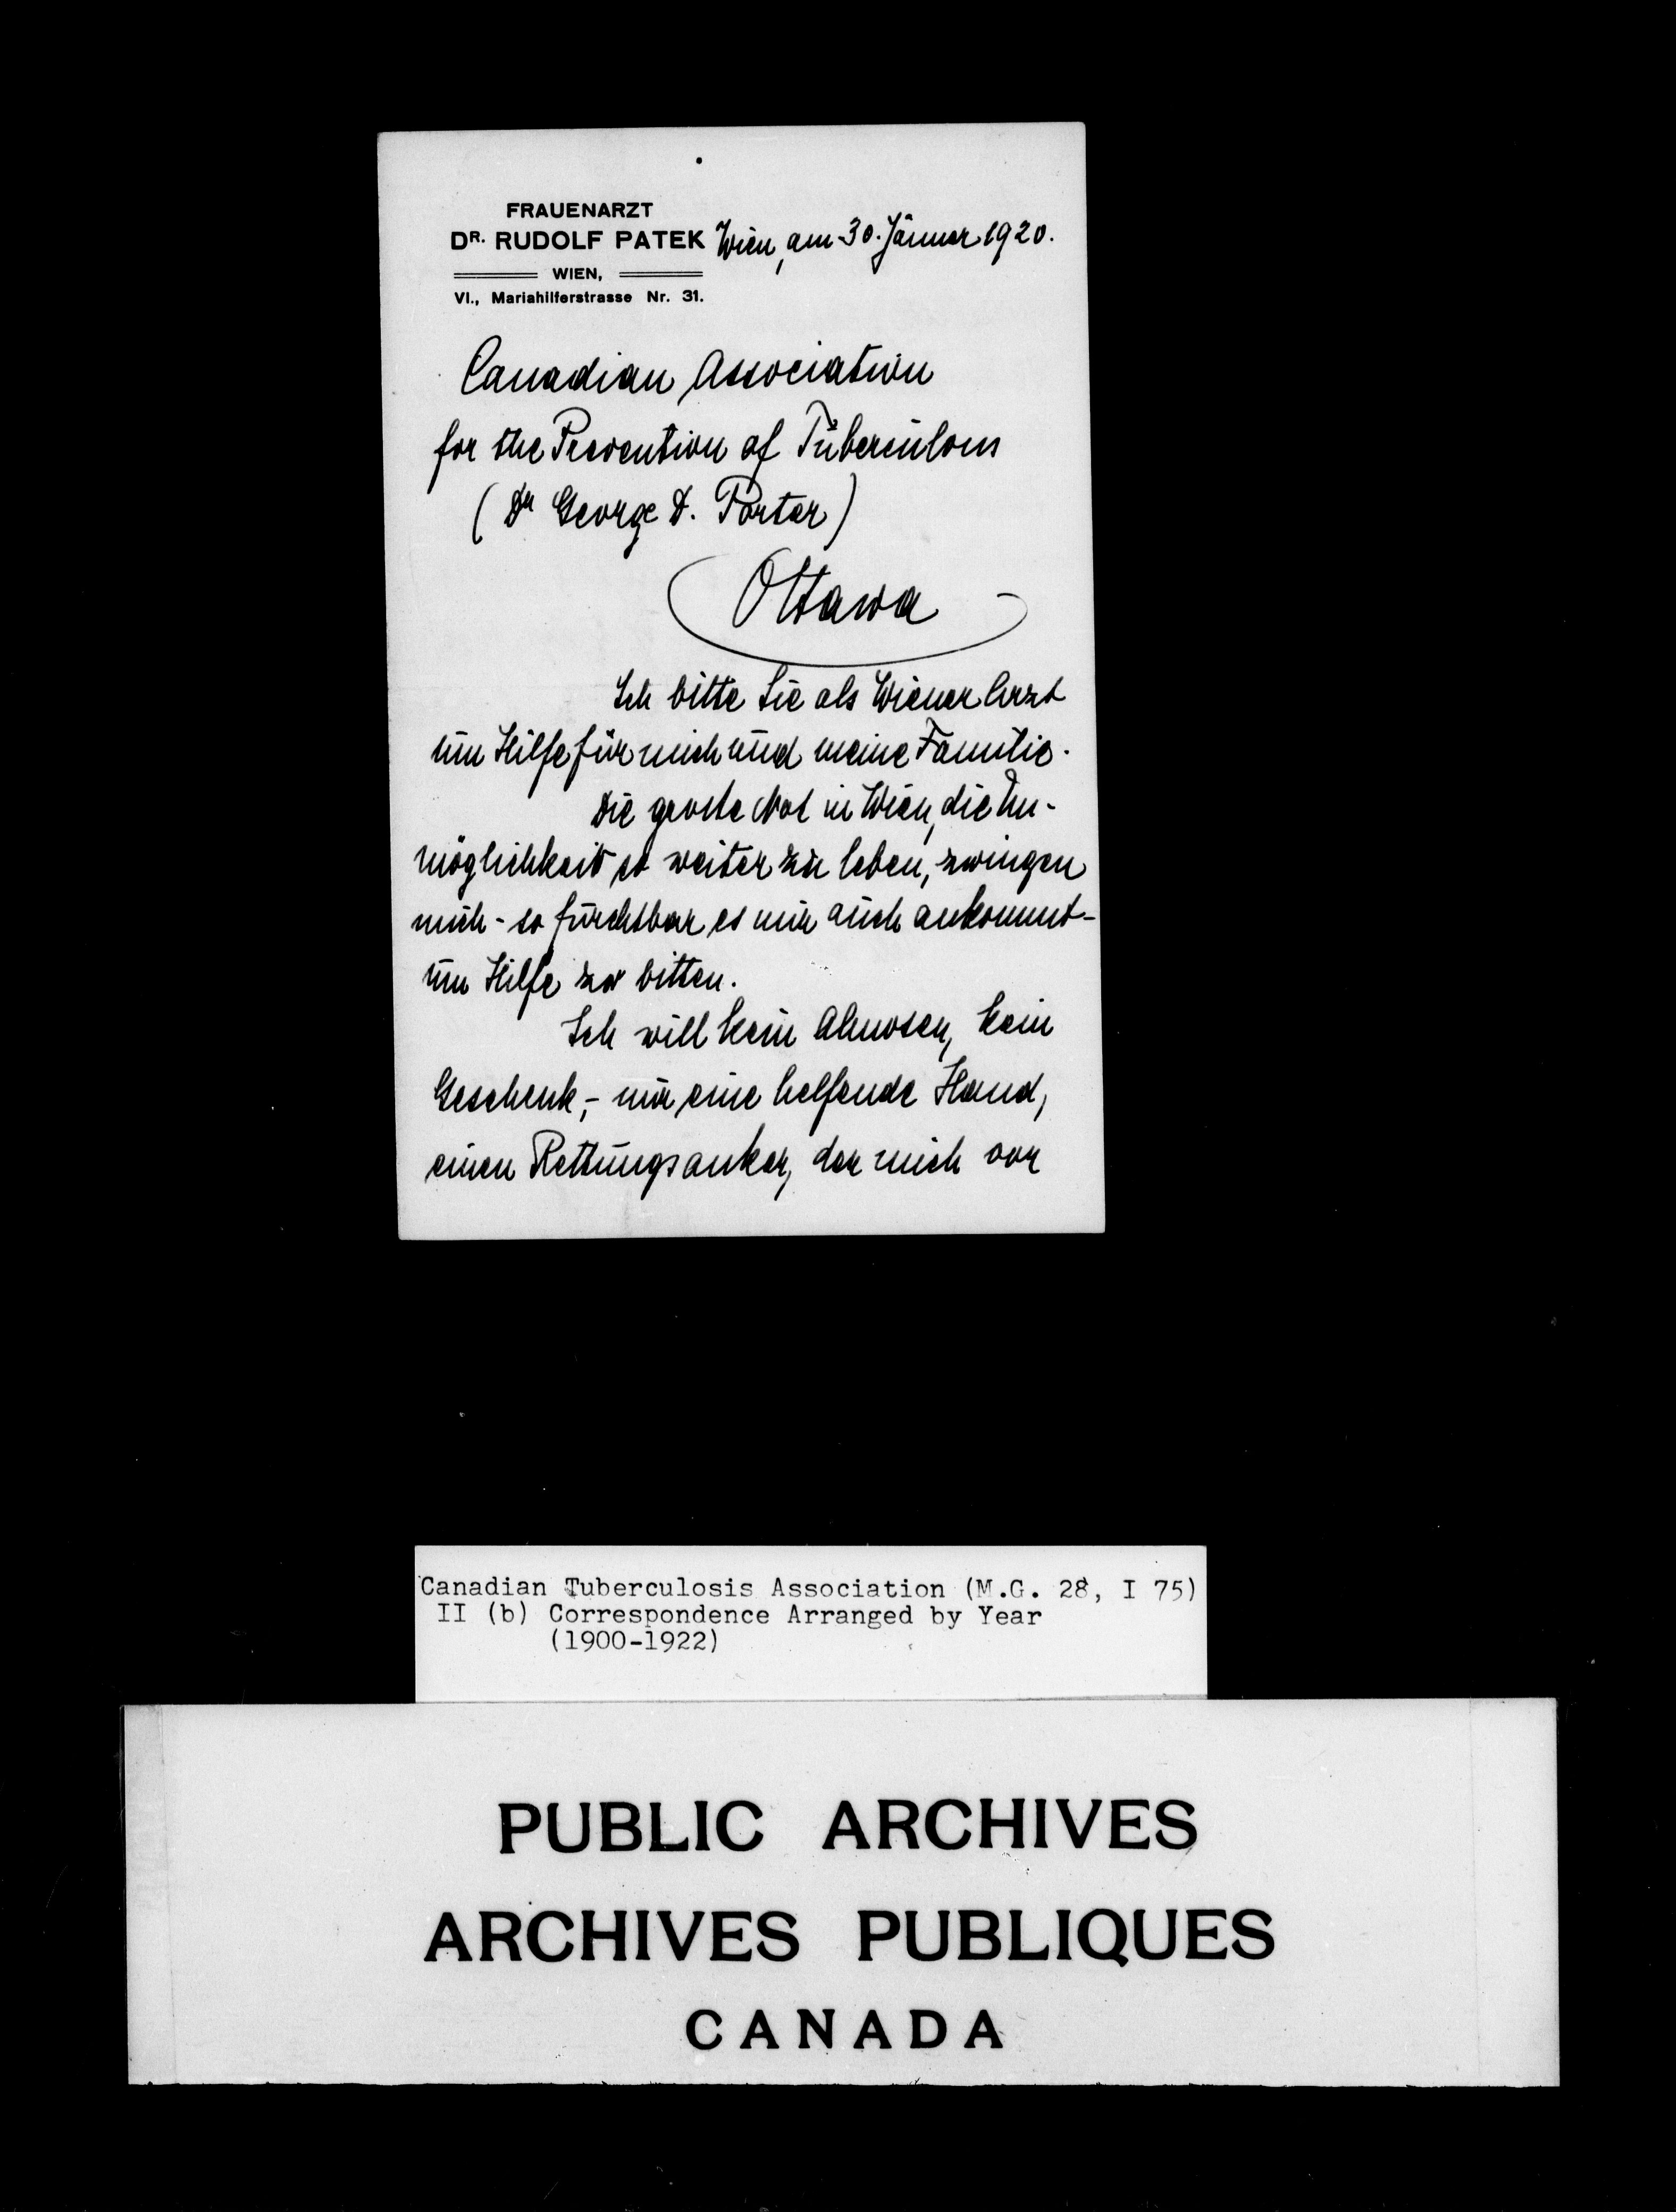 FRAUENARZT
DR. RUDOLF PATEK Wien, am 30. Jänner 1920.
WIEN,
VI., Mariahilferstrasse Nr. 31.
Canadian Association
for the Prevention of Tuberculous
(Dr George D. Porter)
Ottawa
Ich bitte Sie als Wiener Arzt
um Hilfe für mich und meine Familie.
Die grosse Not in Wien, die Un-
möglichkeit so weiter zu leben, zwingen
mich - so furchtbar es mir auch ankommt -
um Hilfe zu bitten.
Ich will kein Almosen, kein
Geschenk, - nur eine helfende Hand,
einen Rettungsanker, der mich vor
Canadian Tuberculosis Association (M.G. 28, I 75)
II (b) Correspondence Arranged by Year
(1900-1922)
PUBLIC ARCHIVES
ARCHIVES PUBLIQUES
CANADA